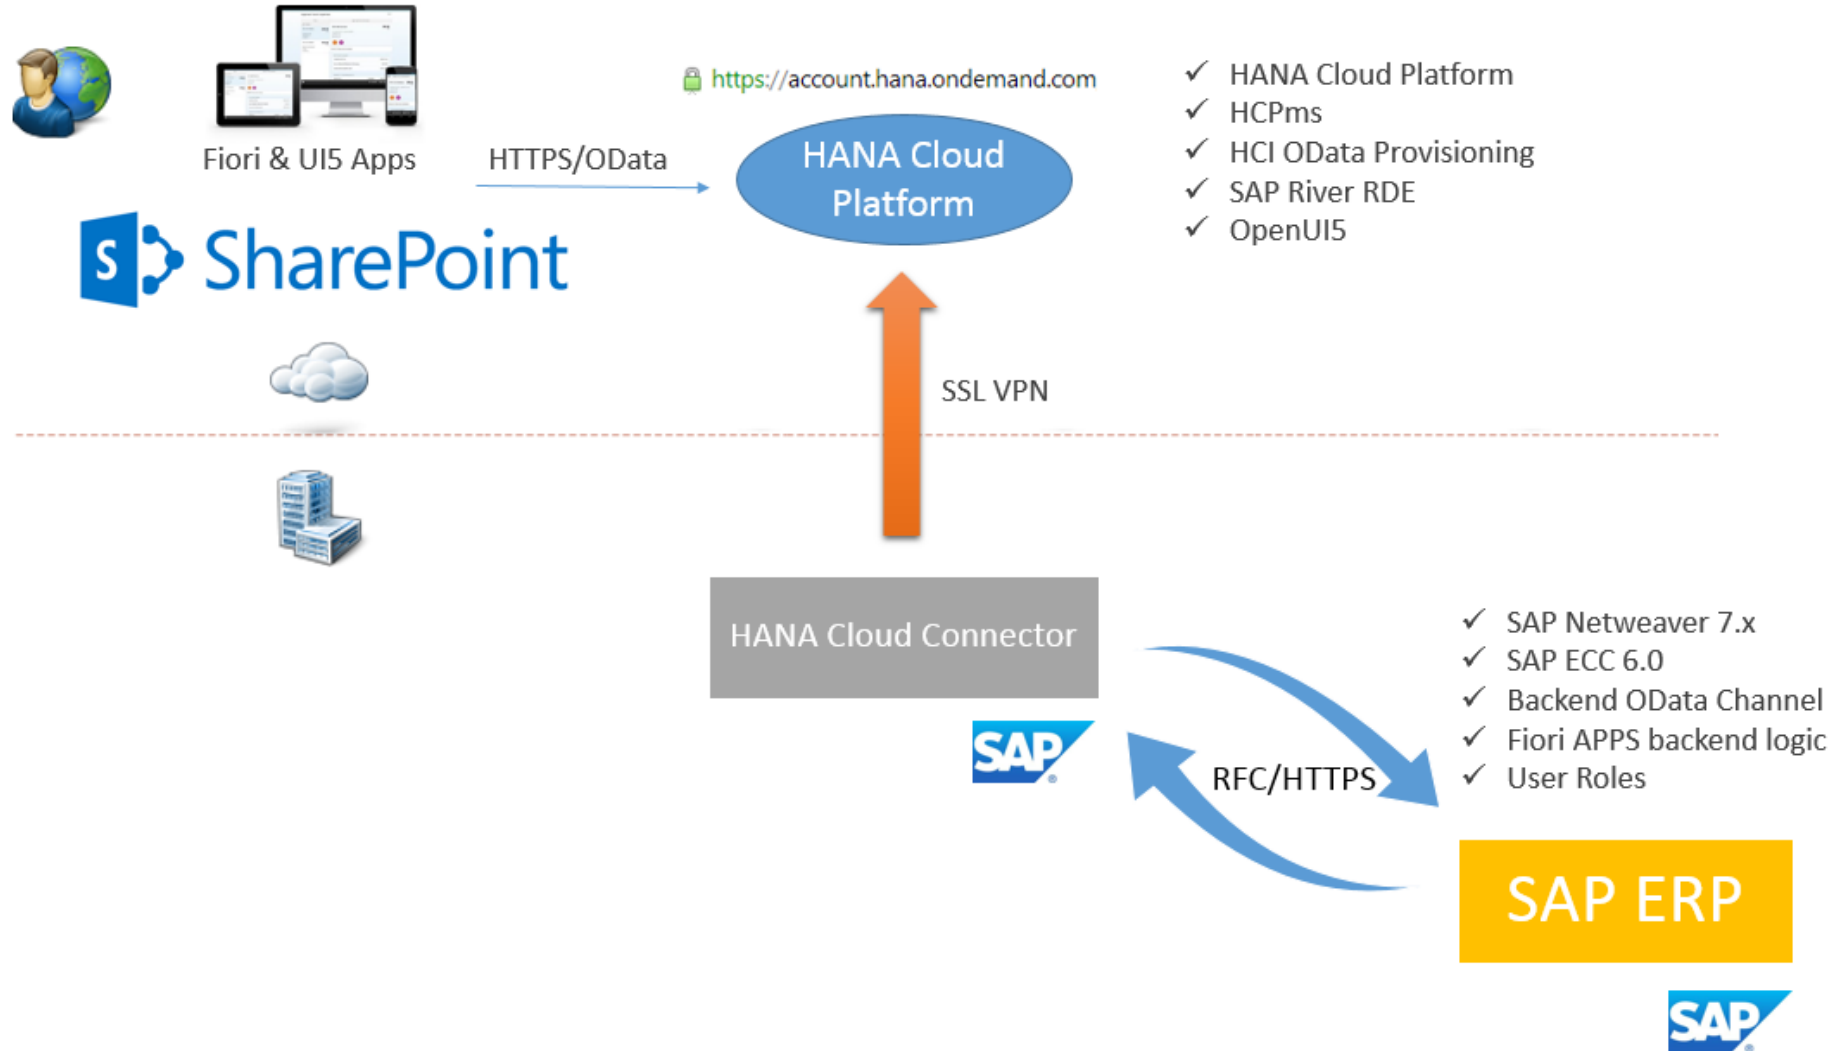 https://account.hana.ondemand.com
Fiori & UI5 Apps
HTTPS/OData
HANA Cloud
Platform
✓ HANA Cloud Platform
✓ HCPms
✓ HCI OData Provisioning
✓ SAP River RDE
✓ OpenUI5
S
SharePoint
SSL VPN
HANA Cloud Connector
SAP®
RFC/HTTPS
✓ SAP Netweaver 7.x
✓ SAP ECC 6.0
✓ Backend OData Channel
✓ Fiori APPS backend logic
✓ User Roles
SAP ERP
SAP®